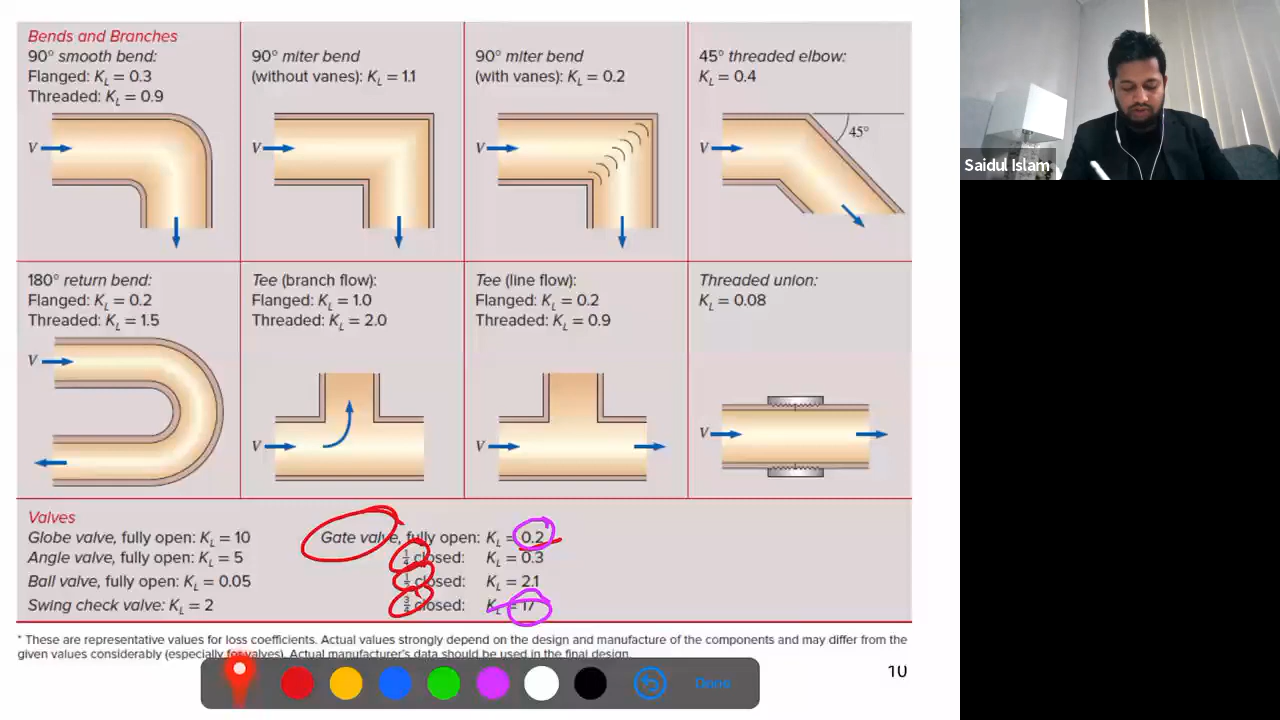 Bends and Branches
90° smooth bend:
Flanged: K_L = 0.3
Threaded: K_L = 0.9
V
90° miter bend
(without vanes): K_L = 1.1
V
90° miter bend
(with vanes): K_L = 0.2
V
45° threaded elbow:
K_L = 0.4
V
45°
180° return bend:
Flanged: K_L = 0.2
Threaded: K_L = 1.5
V
Tee (branch flow):
Flanged: K_L = 1.0
Threaded: K_L = 2.0
V
Tee (line flow):
Flanged: K_L = 0.2
Threaded: K_L = 0.9
V
Threaded union:
K_L = 0.08
V
Valves
Globe valve, fully open: K_L = 10
Angle valve, fully open: K_L = 5
Ball valve, fully open: K_L = 0.05
Swing check valve: K_L = 2
Gate valve, fully open: K_L = 0.2
1/4 closed: K_L = 0.3
1/2 closed: K_L = 2.1
3/4 closed: K_L = 17
* These are representative values for loss coefficients. Actual values strongly depend on the design and manufacture of the components and may differ from the
given values considerably (especially for valves). Actual manufacturer's data should be used in the final design.
10
Done
Saidul Islam